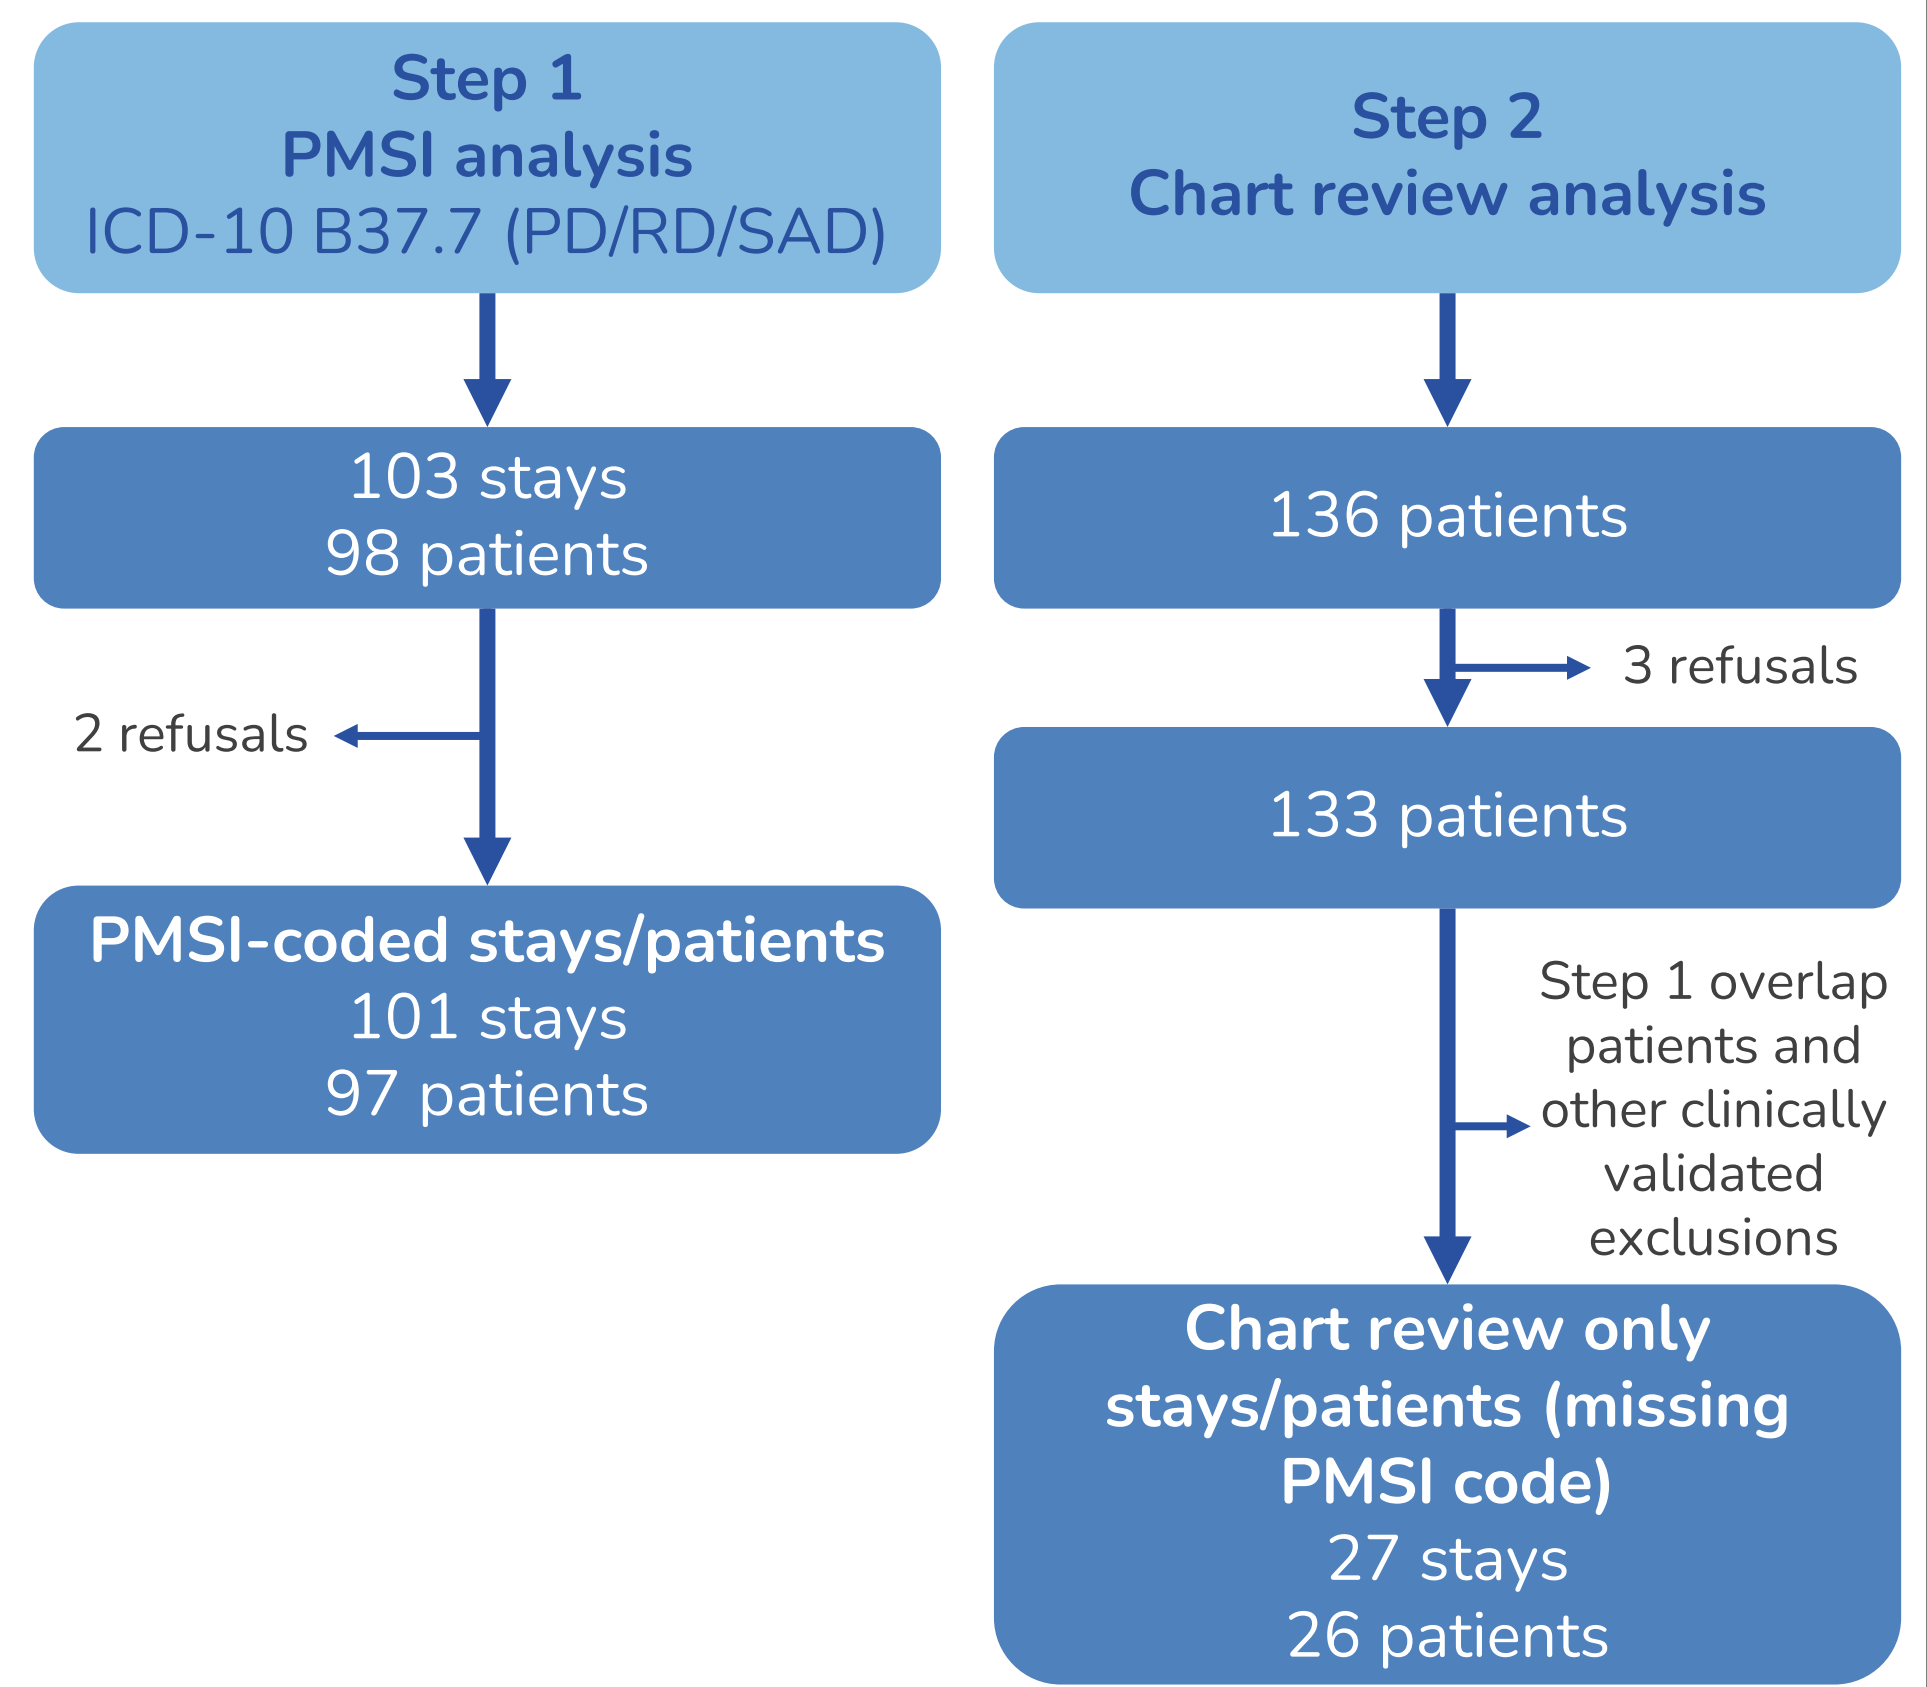 Step 1
PMSI analysis
ICD-10 B37.7 (PD/RD/SAD)
103 stays
98 patients
2 refusals
PMSI-coded stays/patients
101 stays
97 patients
Step 2
Chart review analysis
136 patients
3 refusals
133 patients
Step 1 overlap
patients and
other clinically
validated
exclusions
Chart review only
stays/patients (missing
PMSI code)
27 stays
26 patients